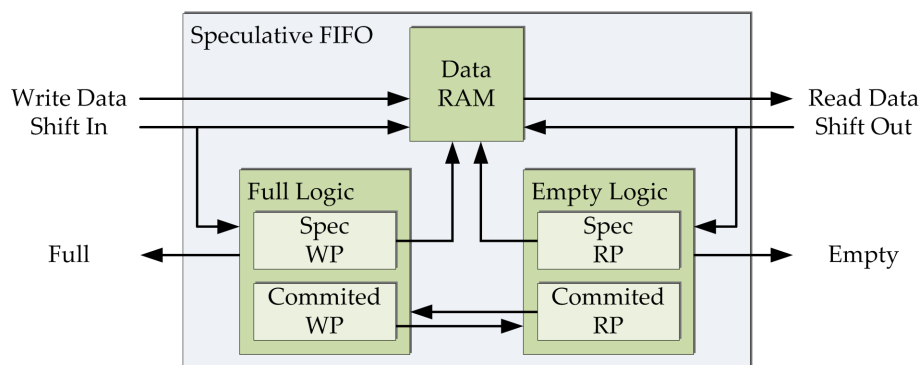 Speculative FIFO
Data
RAM
Write Data
Shift In
Read Data
Shift Out
Full Logic
Spec
WP
Commited
WP
Empty Logic
Spec
RP
Commited
RP
Full
Empty